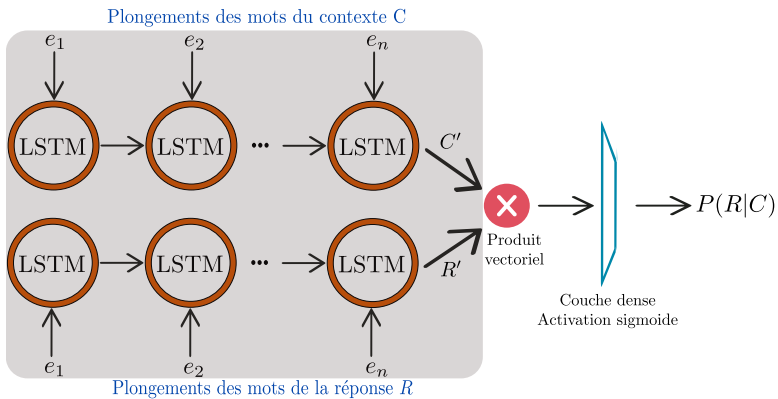 Plongements des mots du contexte C
e₁ e₂ eₙ
LSTM LSTM ... LSTM
C′
P(R|C)
LSTM LSTM ... LSTM
R′
Produit
vectoriel
Couche dense
Activation sigmoide
e₁ e₂ eₙ
Plongements des mots de la réponse R